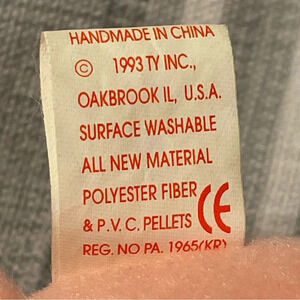 HANDMADE IN CHINA
© 1993 TY INC.,
OAKBROOK IL, U.S.A.
SURFACE WASHABLE
ALL NEW MATERIAL
POLYESTER FIBER
& P.V.C. PELLETS CE
REG. NO PA. 1965(KR)